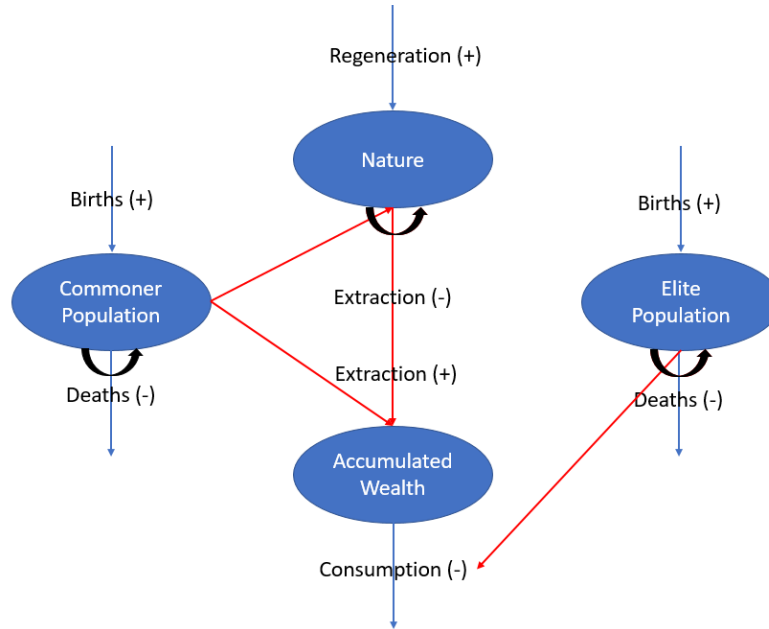 Regeneration (+)
Nature
Births (+)
Births (+)
Commoner
Population
Extraction (-)
Elite
Population
Extraction (+)
Deaths (-)
Deaths (-)
Accumulated
Wealth
Consumption (-)